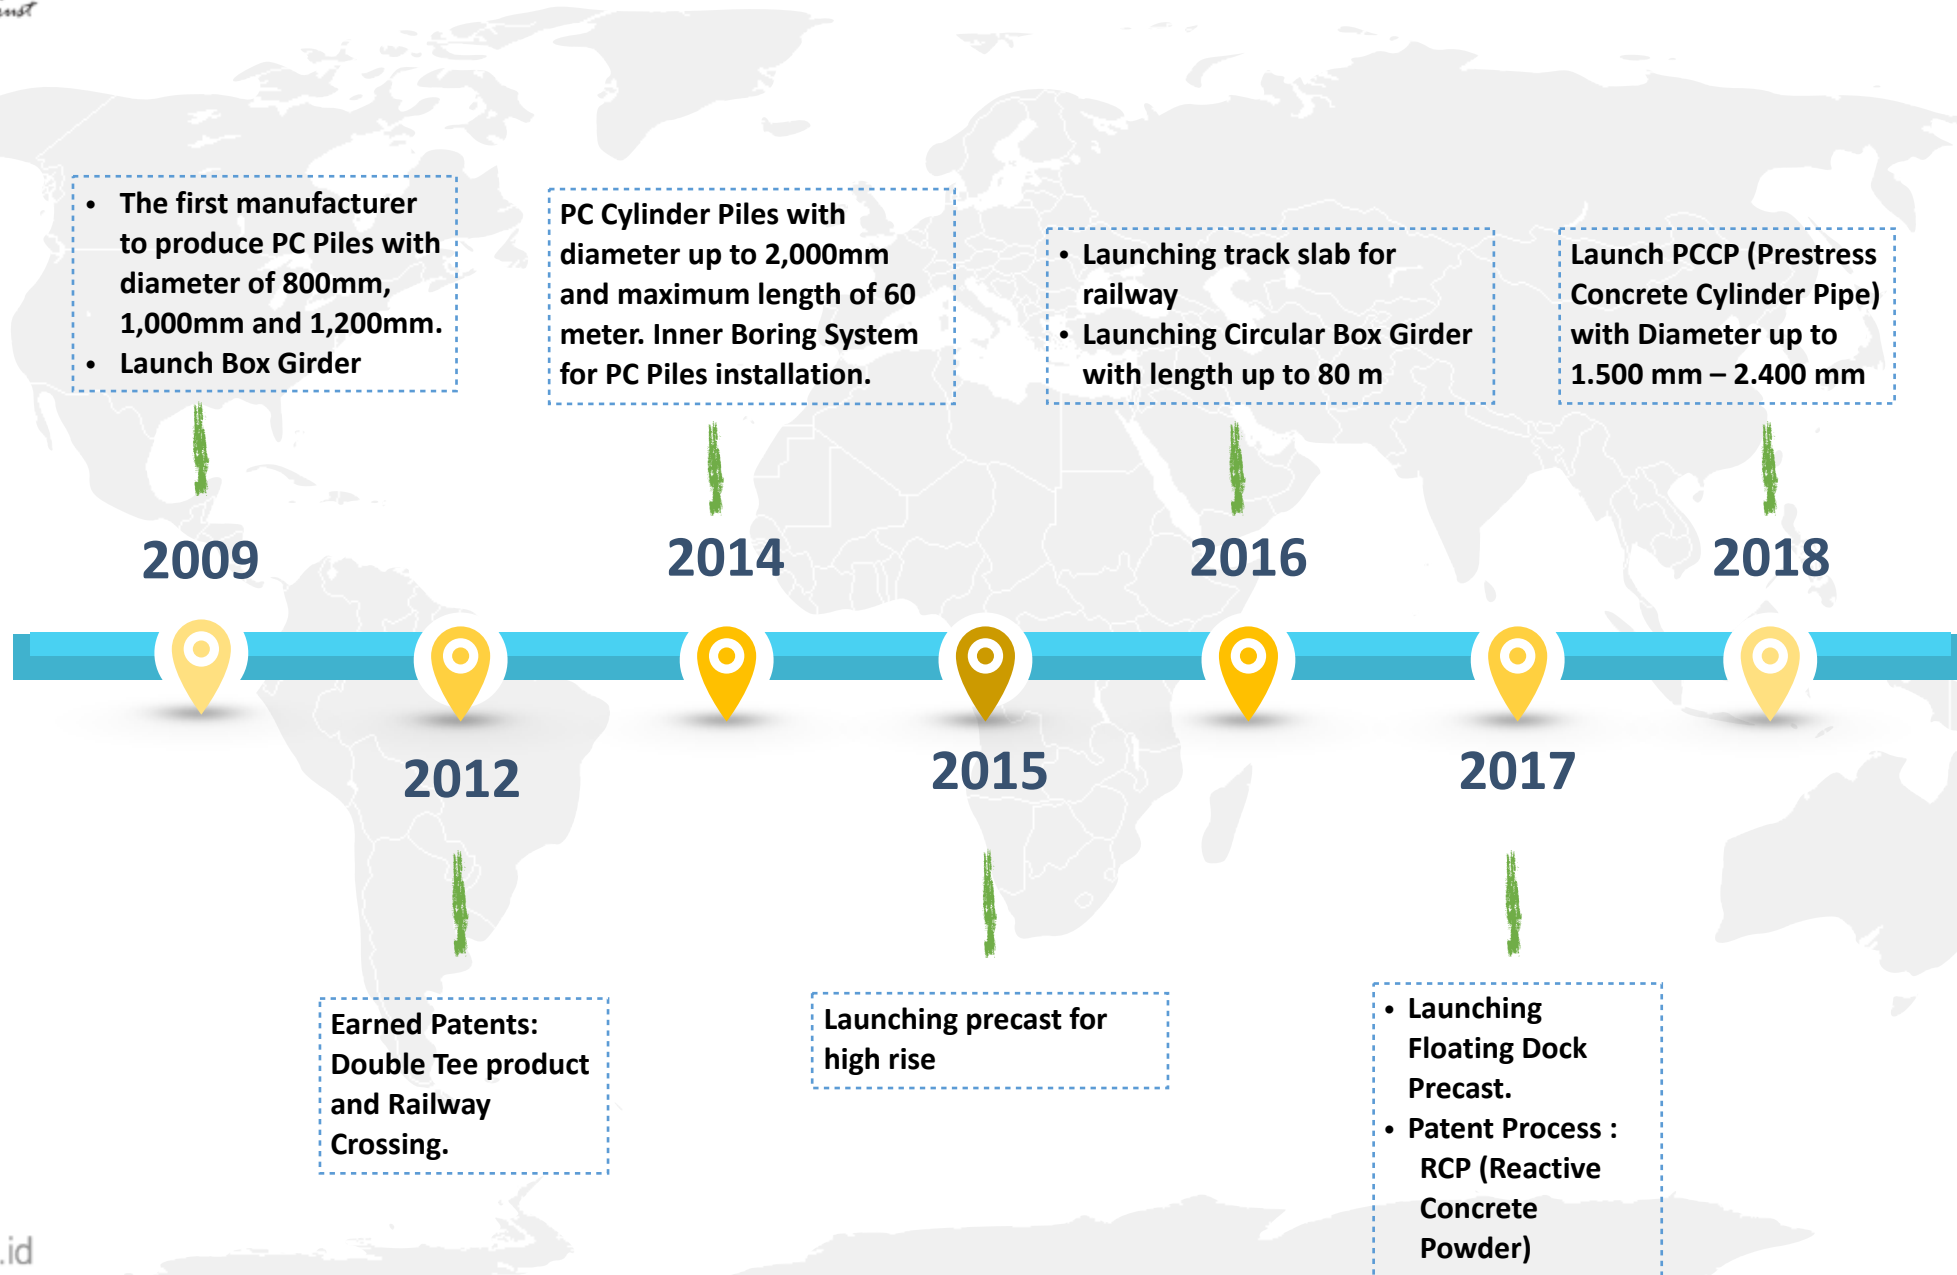 • The first manufacturer
to produce PC Piles with
diameter of 800mm,
1,000mm and 1,200mm.
• Launch Box Girder
PC Cylinder Piles with
diameter up to 2,000mm
and maximum length of 60
meter. Inner Boring System
for PC Piles installation.
• Launching track slab for
railway
• Launching Circular Box Girder
with length up to 80 m
Launch PCCP (Prestress
Concrete Cylinder Pipe)
with Diameter up to
1.500 mm – 2.400 mm
2009
2014
2016
2018
2012
2015
2017
Earned Patents:
Double Tee product
and Railway
Crossing.
Launching precast for
high rise
• Launching
Floating Dock
Precast.
• Patent Process :
RCP (Reactive
Concrete
Powder)
.id